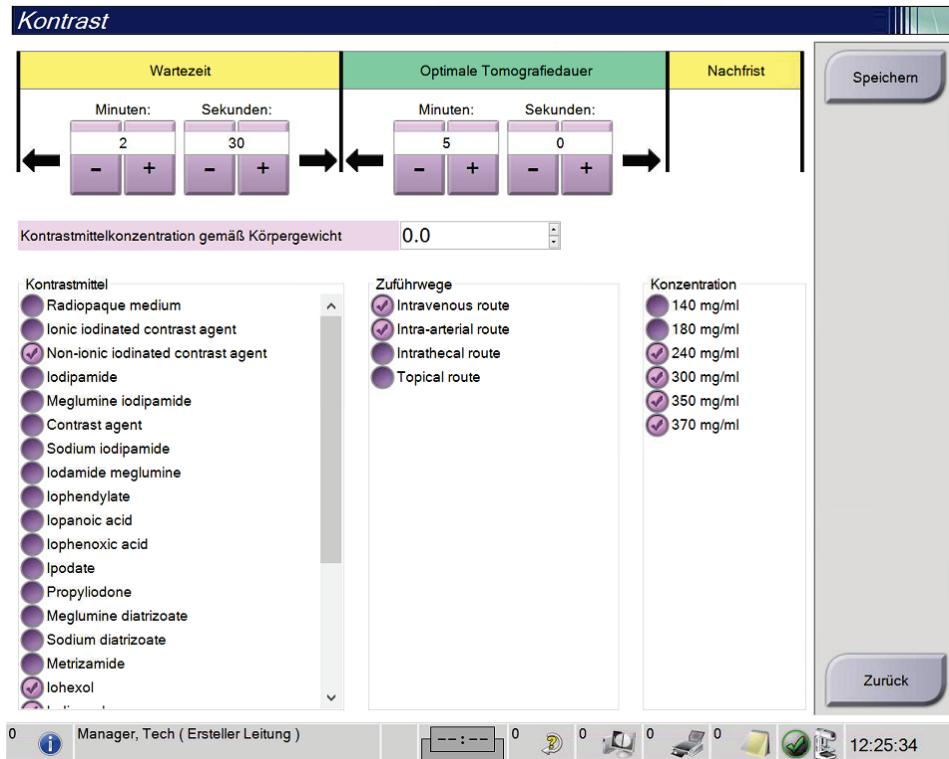 Kontrast
Wartezeit
Optimale Tomografiedauer
Nachfrist
Speichern
Minuten: Sekunden: Minuten: Sekunden:
2 30 5 0
- + - + - + - +
Kontrastmittelkonzentration gemäß Körpergewicht 0.0
Kontrastmittel
Radiopaque medium
Ionic iodinated contrast agent
Non-ionic iodinated contrast agent
Iodipamide
Meglumine iodipamide
Contrast agent
Sodium iodipamide
Iodamide meglumine
Iophendylate
Iopanoic acid
Iophenoxic acid
Ipodate
Propyliodone
Meglumine diatrizoate
Sodium diatrizoate
Metrizamide
Iohexol
Zuführwege
Intravenous route
Intra-arterial route
Intrathecal route
Topical route
Konzentration
140 mg/ml
180 mg/ml
240 mg/ml
300 mg/ml
350 mg/ml
370 mg/ml
Zurück
0 Manager, Tech ( Ersteller Leitung ) --:-- 0 0 0 0 12:25:34